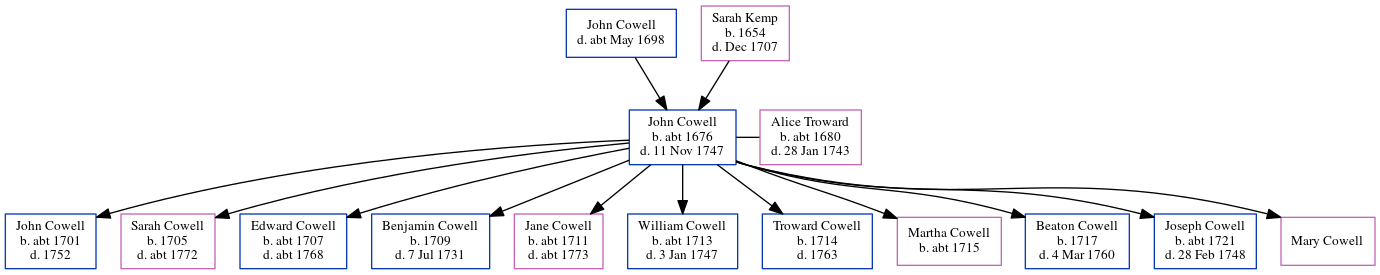 John Cowell
d. abt May 1698
Sarah Kemp
b. 1654
d. Dec 1707
John Cowell
b. abt 1676
d. 11 Nov 1747
Alice Troward
b. abt 1680
d. 28 Jan 1743
John Cowell
b. abt 1701
d. 1752
Sarah Cowell
b. 1705
d. abt 1772
Edward Cowell
b. abt 1707
d. abt 1768
Benjamin Cowell
b. 1709
d. 7 Jul 1731
Jane Cowell
b. abt 1711
d. abt 1773
William Cowell
b. abt 1713
d. 3 Jan 1747
Troward Cowell
b. 1714
d. 1763
Martha Cowell
b. abt 1715
Beaton Cowell
b. 1717
d. 4 Mar 1760
Joseph Cowell
b. abt 1721
d. 28 Feb 1748
Mary Cowell